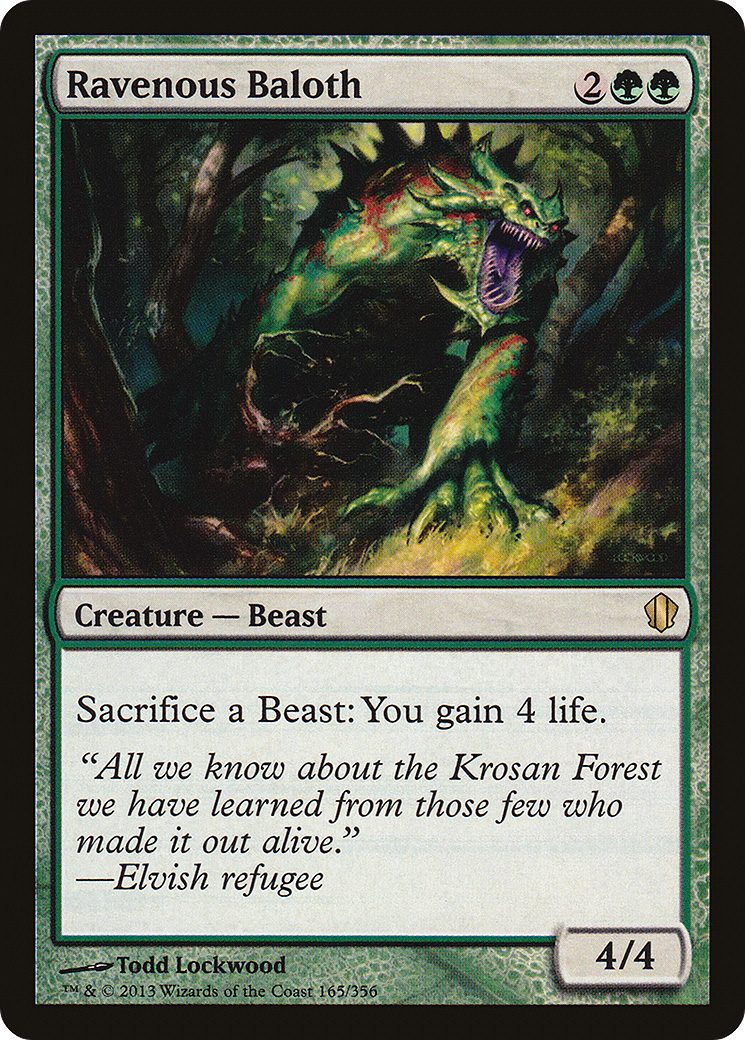 Ravenous Baloth 2
LOCKWOOD
Creature — Beast
Sacrifice a Beast: You gain 4 life.
“All we know about the Krosan Forest
we have learned from those few who
made it out alive.”
—Elvish refugee
4/4
Todd Lockwood
™ & © 2013 Wizards of the Coast 165/356